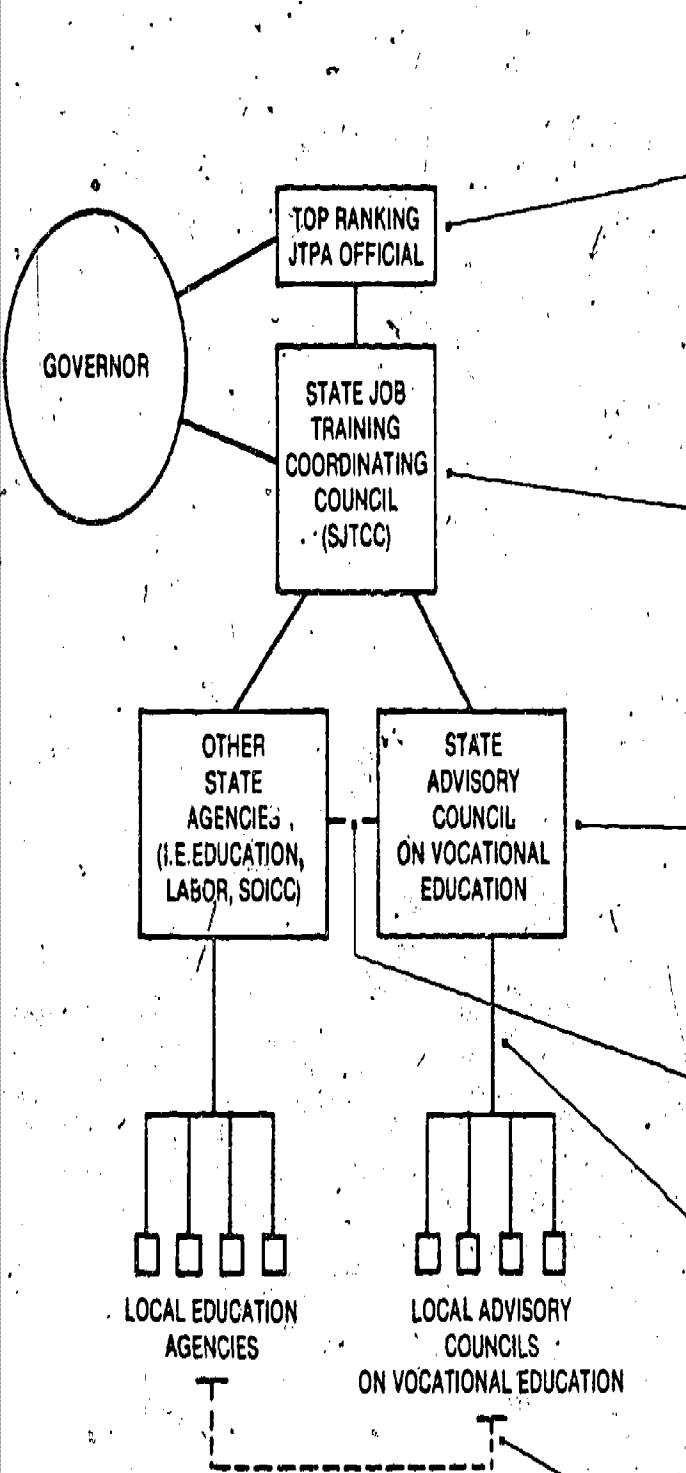 TOP RANKING
JTPA OFFICIAL
GOVERNOR
STATE JOB
TRAINING
COORDINATING
COUNCIL
(SJTCC)
OTHER
STATE
AGENCIES
(I.E.EDUCATION,
LABOR, SOICC)
STATE
ADVISORY
COUNCIL
ON VOCATIONAL
EDUCATION
LOCAL EDUCATION
AGENCIES
LOCAL ADVISORY
COUNCILS
ON VOCATIONAL EDUCATION